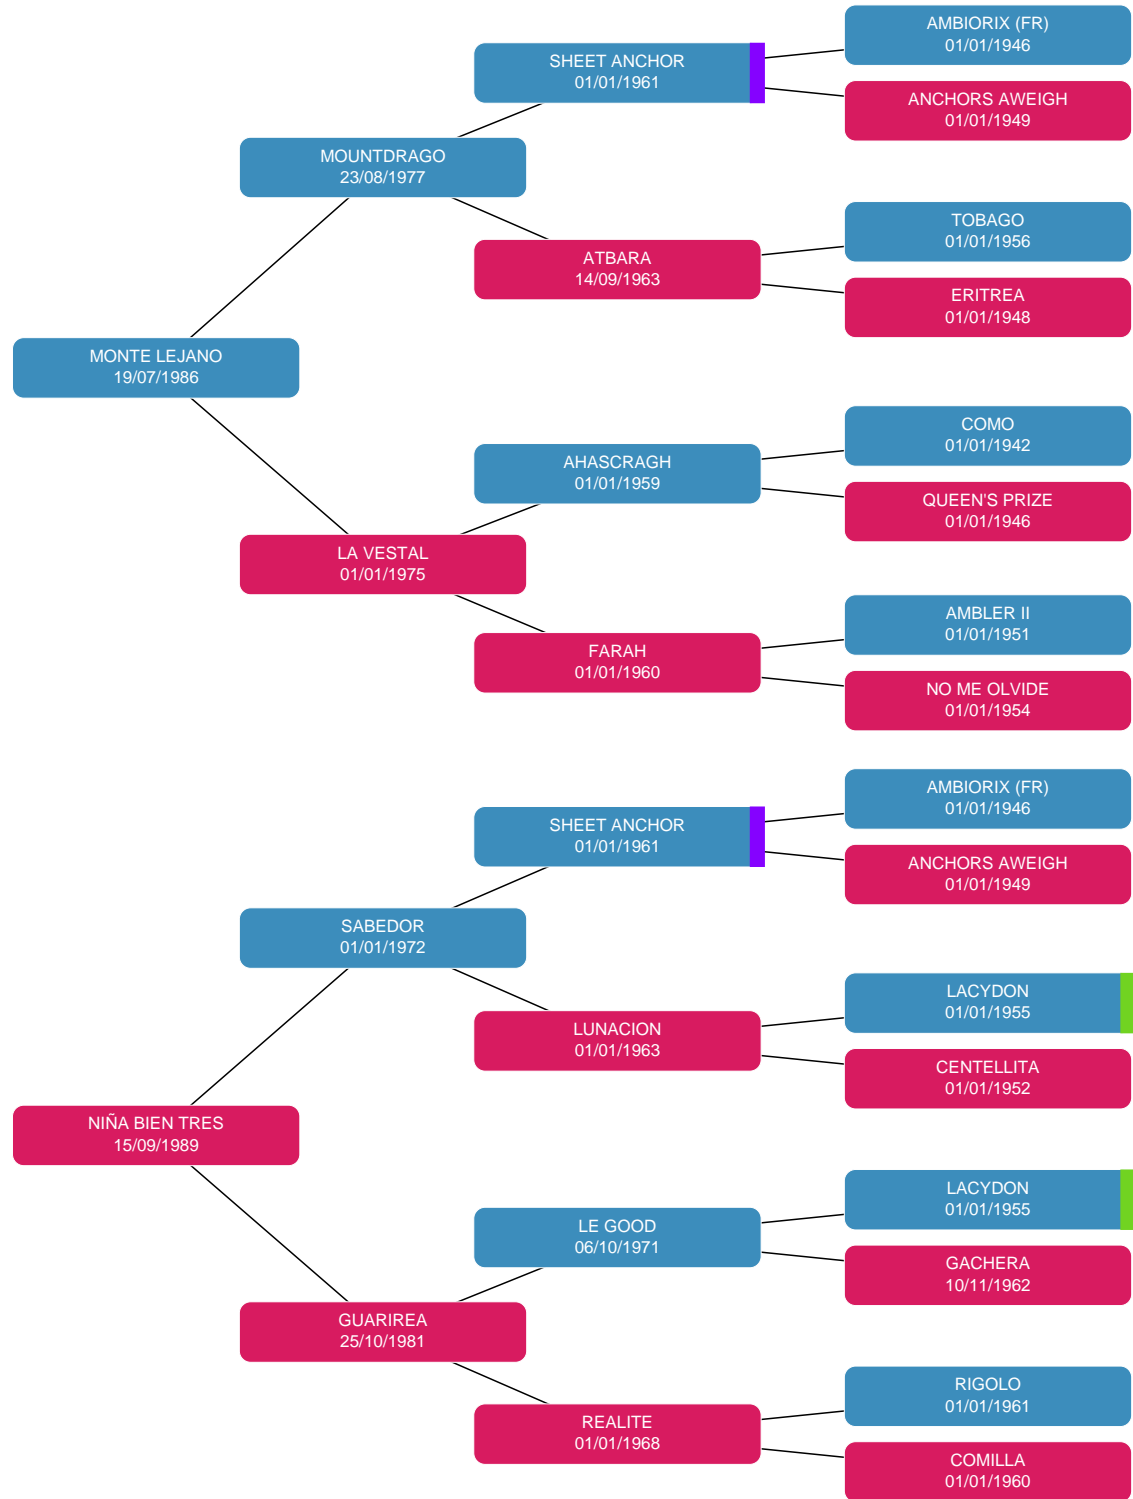 AMBIORIX (FR)
01/01/1946
SHEET ANCHOR
01/01/1961
ANCHORS AWEIGH
01/01/1949
MOUNTDRAGO
23/08/1977
TOBAGO
01/01/1956
ATBARA
14/09/1963
ERITREA
01/01/1948
MONTE LEJANO
19/07/1986
COMO
01/01/1942
AHASCRAGH
01/01/1959
QUEEN'S PRIZE
01/01/1946
LA VESTAL
01/01/1975
AMBLER II
01/01/1951
FARAH
01/01/1960
NO ME OLVIDE
01/01/1954
AMBIORIX (FR)
01/01/1946
SHEET ANCHOR
01/01/1961
ANCHORS AWEIGH
01/01/1949
SABEDOR
01/01/1972
LACYDON
01/01/1955
LUNACION
01/01/1963
CENTELLITA
01/01/1952
NIÑA BIEN TRES
15/09/1989
LACYDON
01/01/1955
LE GOOD
06/10/1971
GACHERA
10/11/1962
GUARIREA
25/10/1981
RIGOLO
01/01/1961
REALITE
01/01/1968
COMILLA
01/01/1960